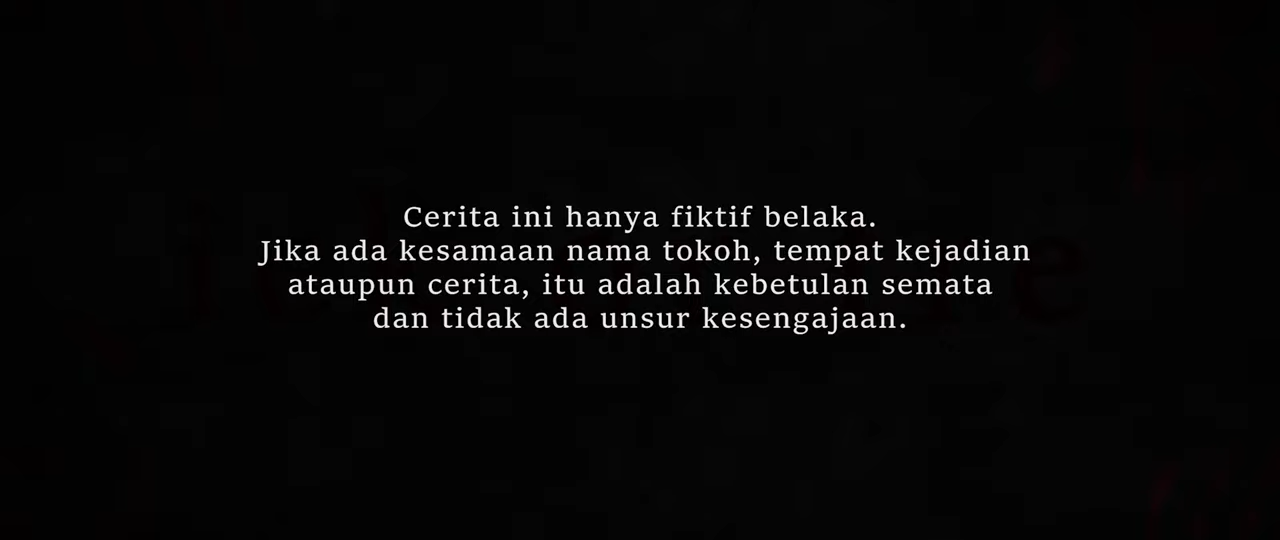 Cerita ini hanya fiktif belaka.
Jika ada kesamaan nama tokoh, tempat kejadian
ataupun cerita, itu adalah kebetulan semata
dan tidak ada unsur kesengajaan.